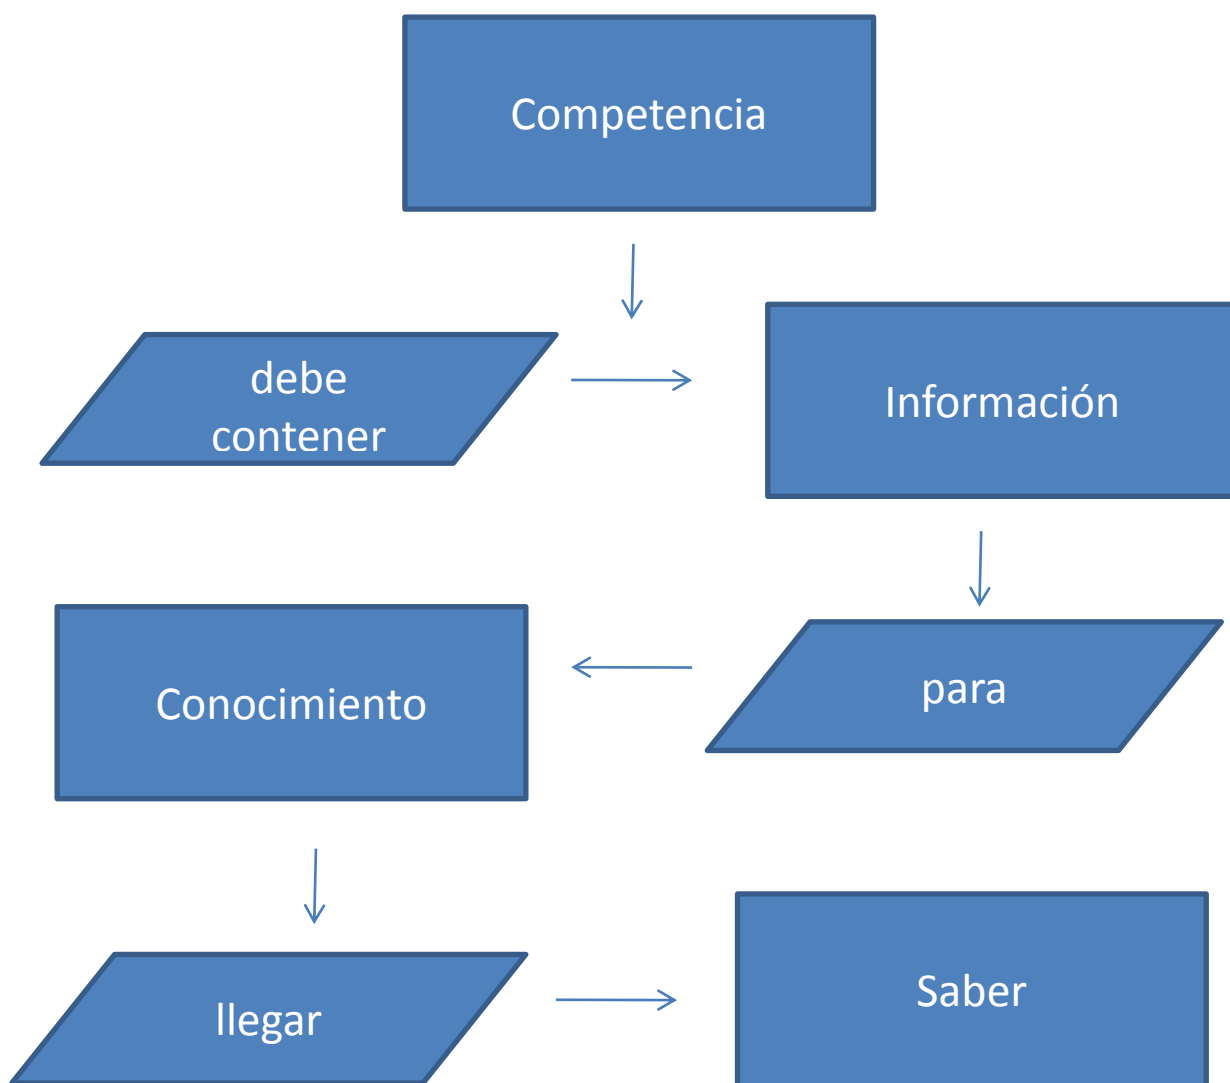 Competencia
debe
contener
Información
para
Conocimiento
llegar
Saber